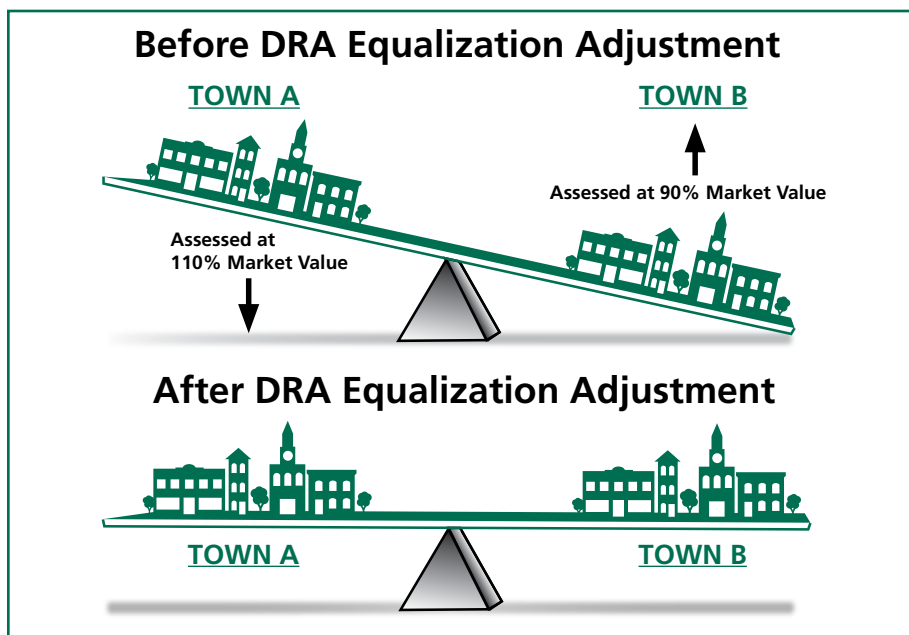 Before DRA Equalization Adjustment
TOWN A
TOWN B
Assessed at 90% Market Value
Assessed at
110% Market Value
After DRA Equalization Adjustment
TOWN A
TOWN B